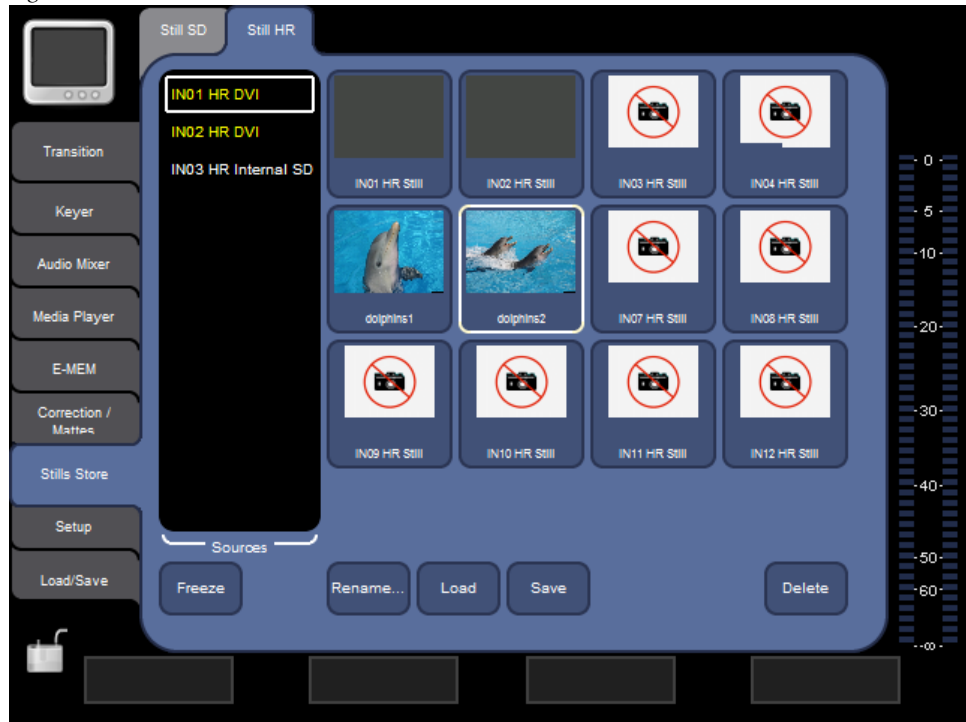 Still SD
Still HR
IN01 HR DVI
IN02 HR DVI
IN03 HR Internal SD
Transition
Keyer
Audio Mixer
Media Player
E-MEM
Correction /
Mattes
Stills Store
Setup
Load/Save
IN01 HR Still
IN02 HR Still
IN03 HR Still
IN04 HR Still
dolphins1
dolphins2
IN07 HR Still
IN08 HR Still
IN09 HR Still
IN10 HR Still
IN11 HR Still
IN12 HR Still
Sources
Freeze
Rename...
Load
Save
Delete
- 0 -
- 5 -
-10-
-20-
-30-
-40-
-50-
-60-
--∞-